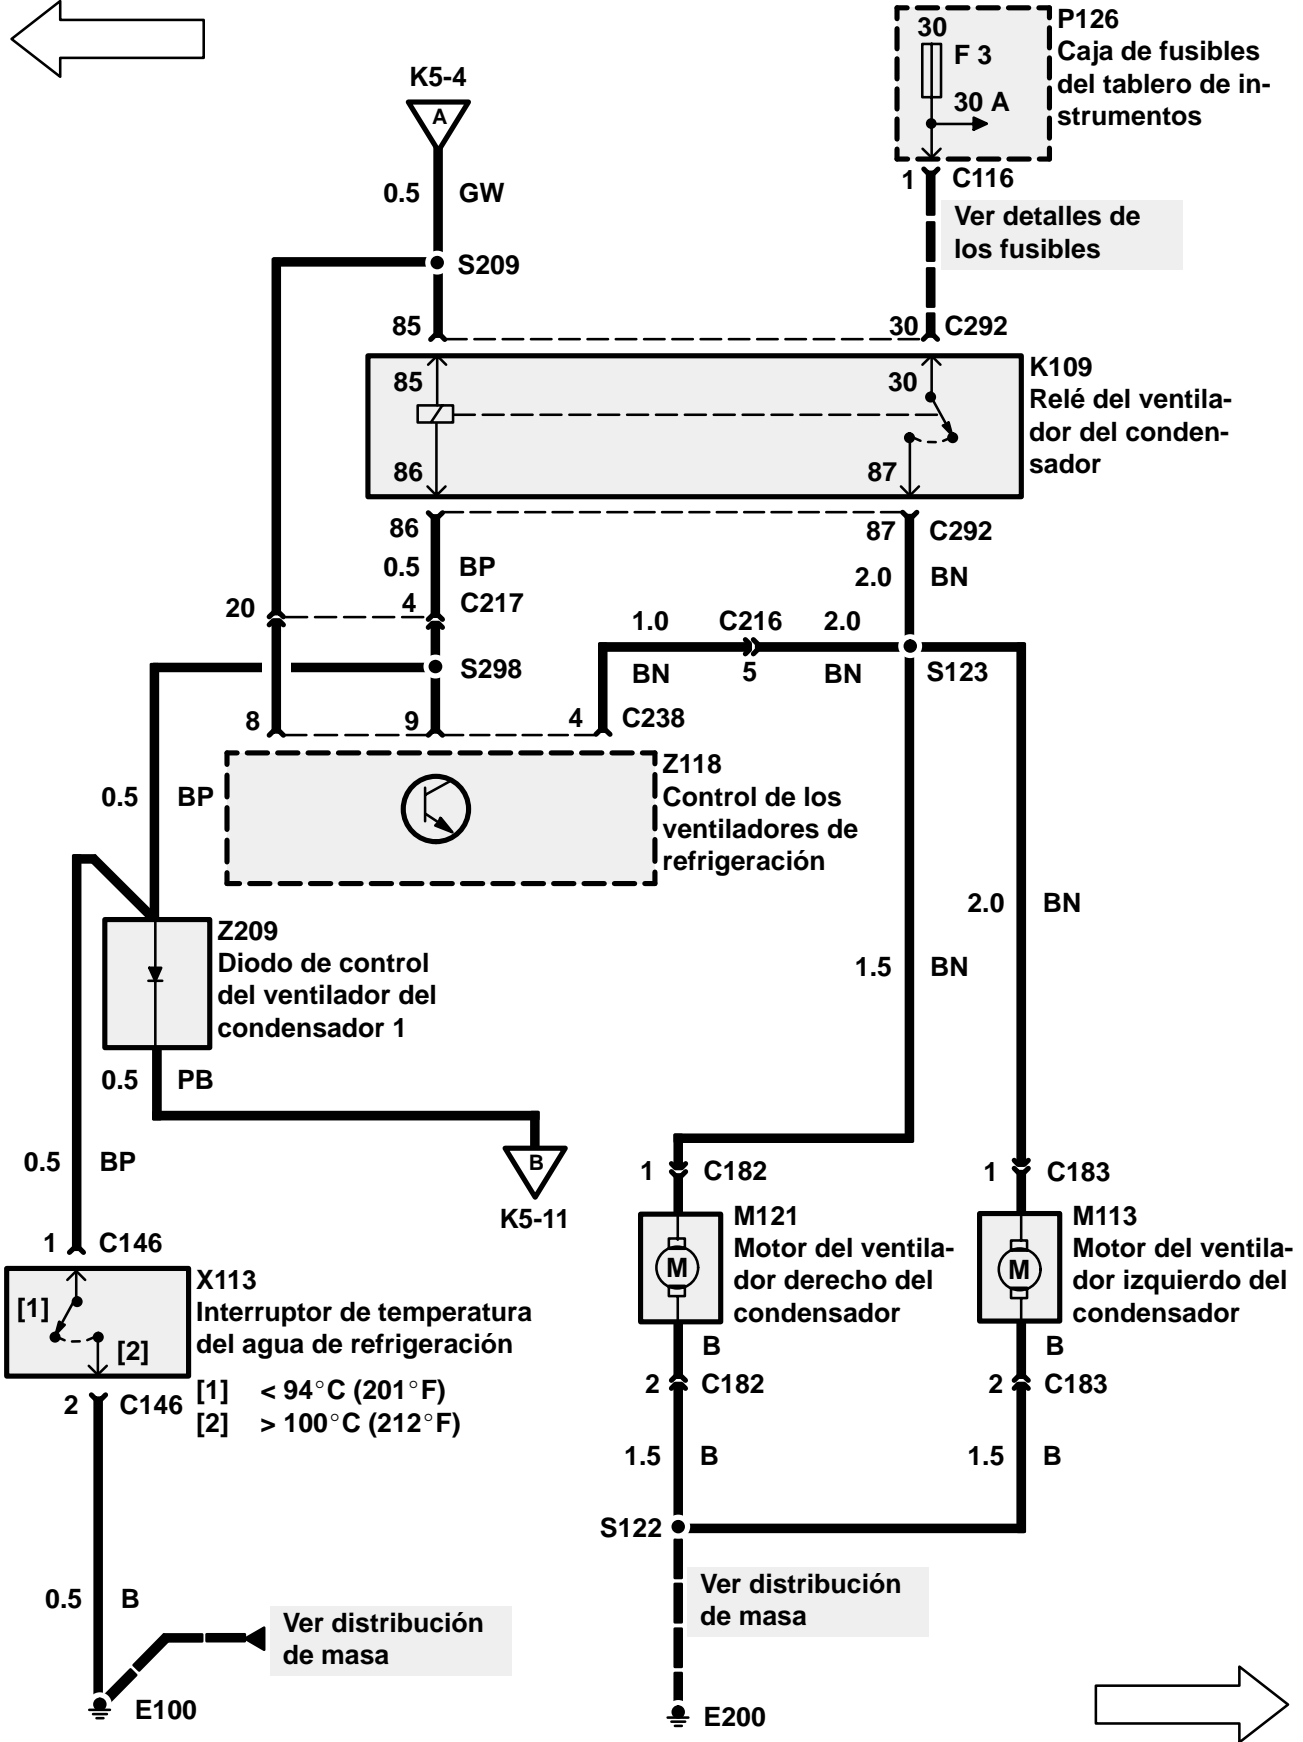 P126
30
Caja de fusibles
F 3
del tablero de in-
30 A
strumentos
K5-4
A
1 C116
0.5 GW
Ver detalles de
los fusibles
S209
85
30 C292
K109
85
30
Relé del ventila-
dor del conden-
sador
86
87
86
87 C292
0.5 BP
2.0 BN
20
4 C217
1.0 C216 2.0
S298
BN 5 BN
S123
8
9
4 C238
Z118
Control de los
ventiladores de
refrigeración
0.5 BP
2.0 BN
Z209
Diodo de control
del ventilador del
condensador 1
1.5 BN
0.5 PB
0.5 BP
B
K5-11
1 C182
1 C183
M121
Motor del ventila-
dor derecho del
condensador
M
M113
Motor del ventila-
dor izquierdo del
condensador
M
1 C146
X113
Interruptor de temperatura
del agua de refrigeración
[1]
[2]
[1] < 94°C (201°F)
[2] > 100°C (212°F)
2 C146
B
B
2 C182
2 C183
1.5 B
1.5 B
S122
0.5 B
Ver distribución
de masa
Ver distribución
de masa
E100
E200